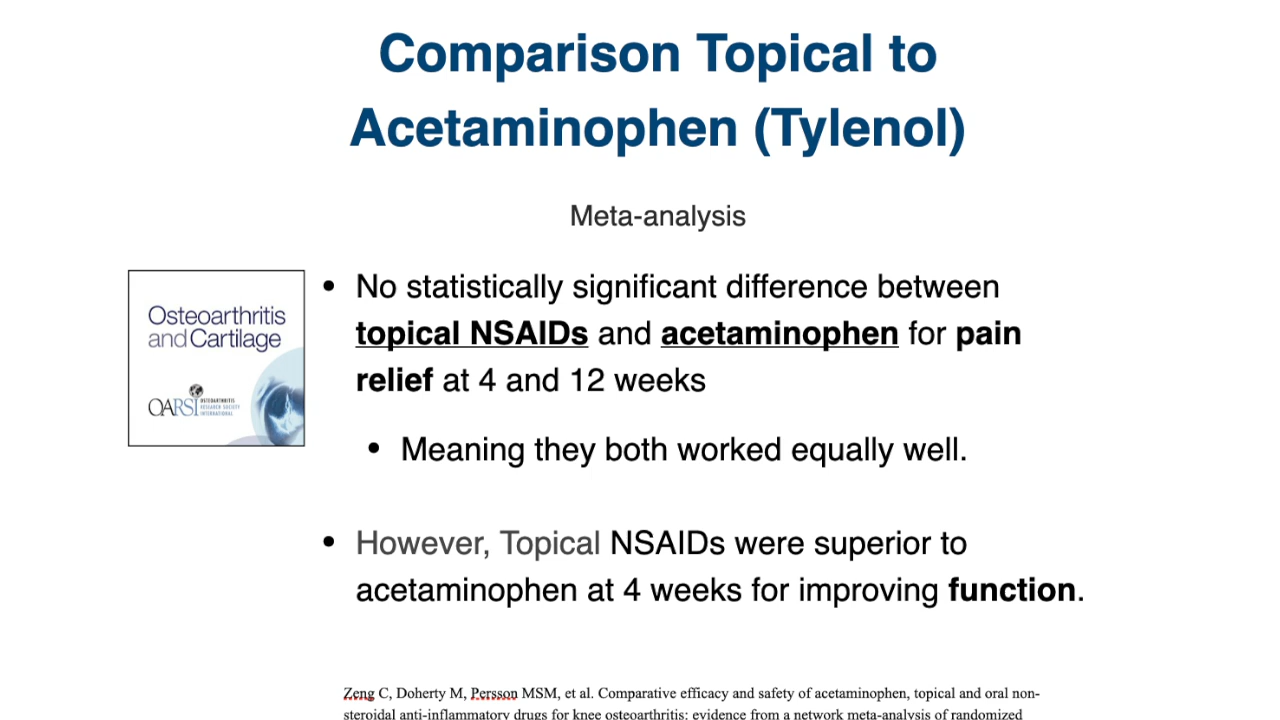 Comparison Topical to
Acetaminophen (Tylenol)
Meta-analysis
Osteoarthritis
and Cartilage
OARSI OSTEOARTHRITIS
RESEARCH SOCIETY
INTERNATIONAL
• No statistically significant difference between
topical NSAIDs and acetaminophen for pain
relief at 4 and 12 weeks
• Meaning they both worked equally well.
• However, Topical NSAIDs were superior to
acetaminophen at 4 weeks for improving function.
Zeng C, Doherty M, Persson MSM, et al. Comparative efficacy and safety of acetaminophen, topical and oral non-
steroidal anti-inflammatory drugs for knee osteoarthritis: evidence from a network meta-analysis of randomized